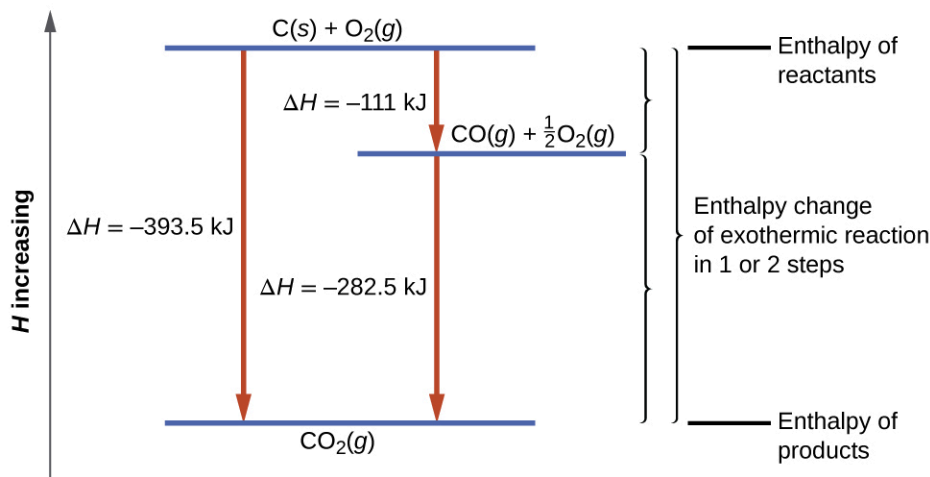 C(s) + O₂(g)
Enthalpy of
reactants
ΔH = –111 kJ
CO(g) + ½O₂(g)
H increasing
ΔH = –393.5 kJ
Enthalpy change
of exothermic reaction
in 1 or 2 steps
ΔH = –282.5 kJ
CO₂(g)
Enthalpy of
products